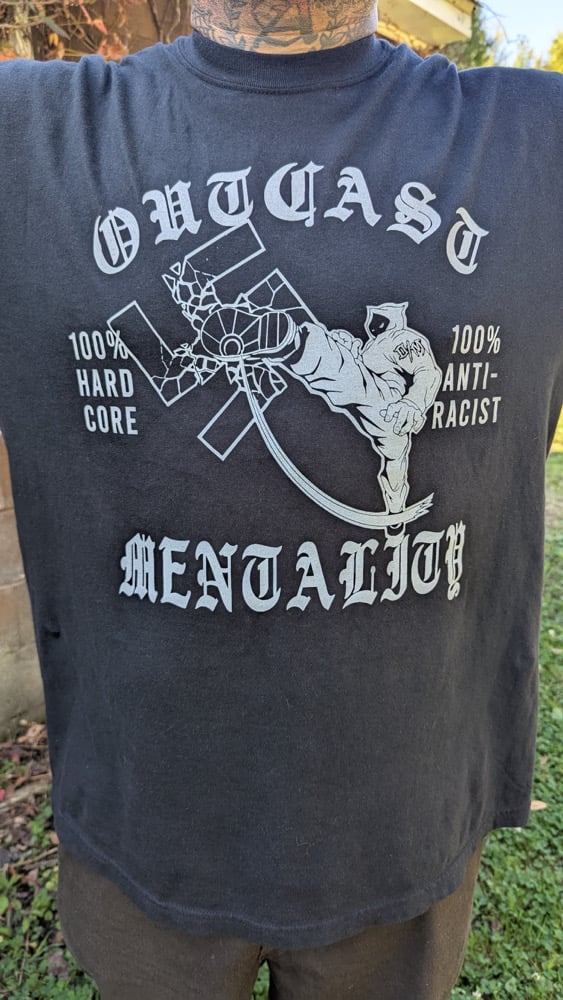 OUTCAST
100%
HARD
CORE
100%
ANTI-
RACIST
MENTALITY